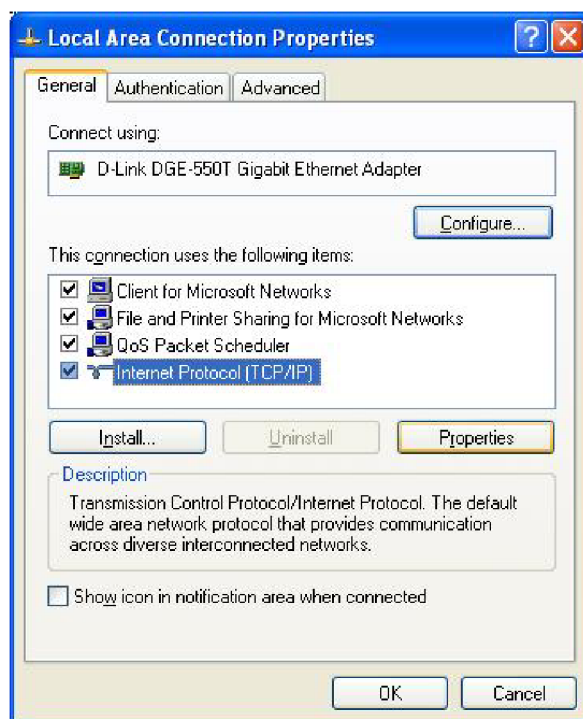 Local Area Connection Properties
General Authentication Advanced
Connect using:
D-Link DGE-550T Gigabit Ethernet Adapter
Configure...
This connection uses the following items:
Client for Microsoft Networks
File and Printer Sharing for Microsoft Networks
QoS Packet Scheduler
Internet Protocol (TCP/IP)
Install... Uninstall Properties
Description
Transmission Control Protocol/Internet Protocol. The default
wide area network protocol that provides communication
across diverse interconnected networks.
Show icon in notification area when connected
OK Cancel